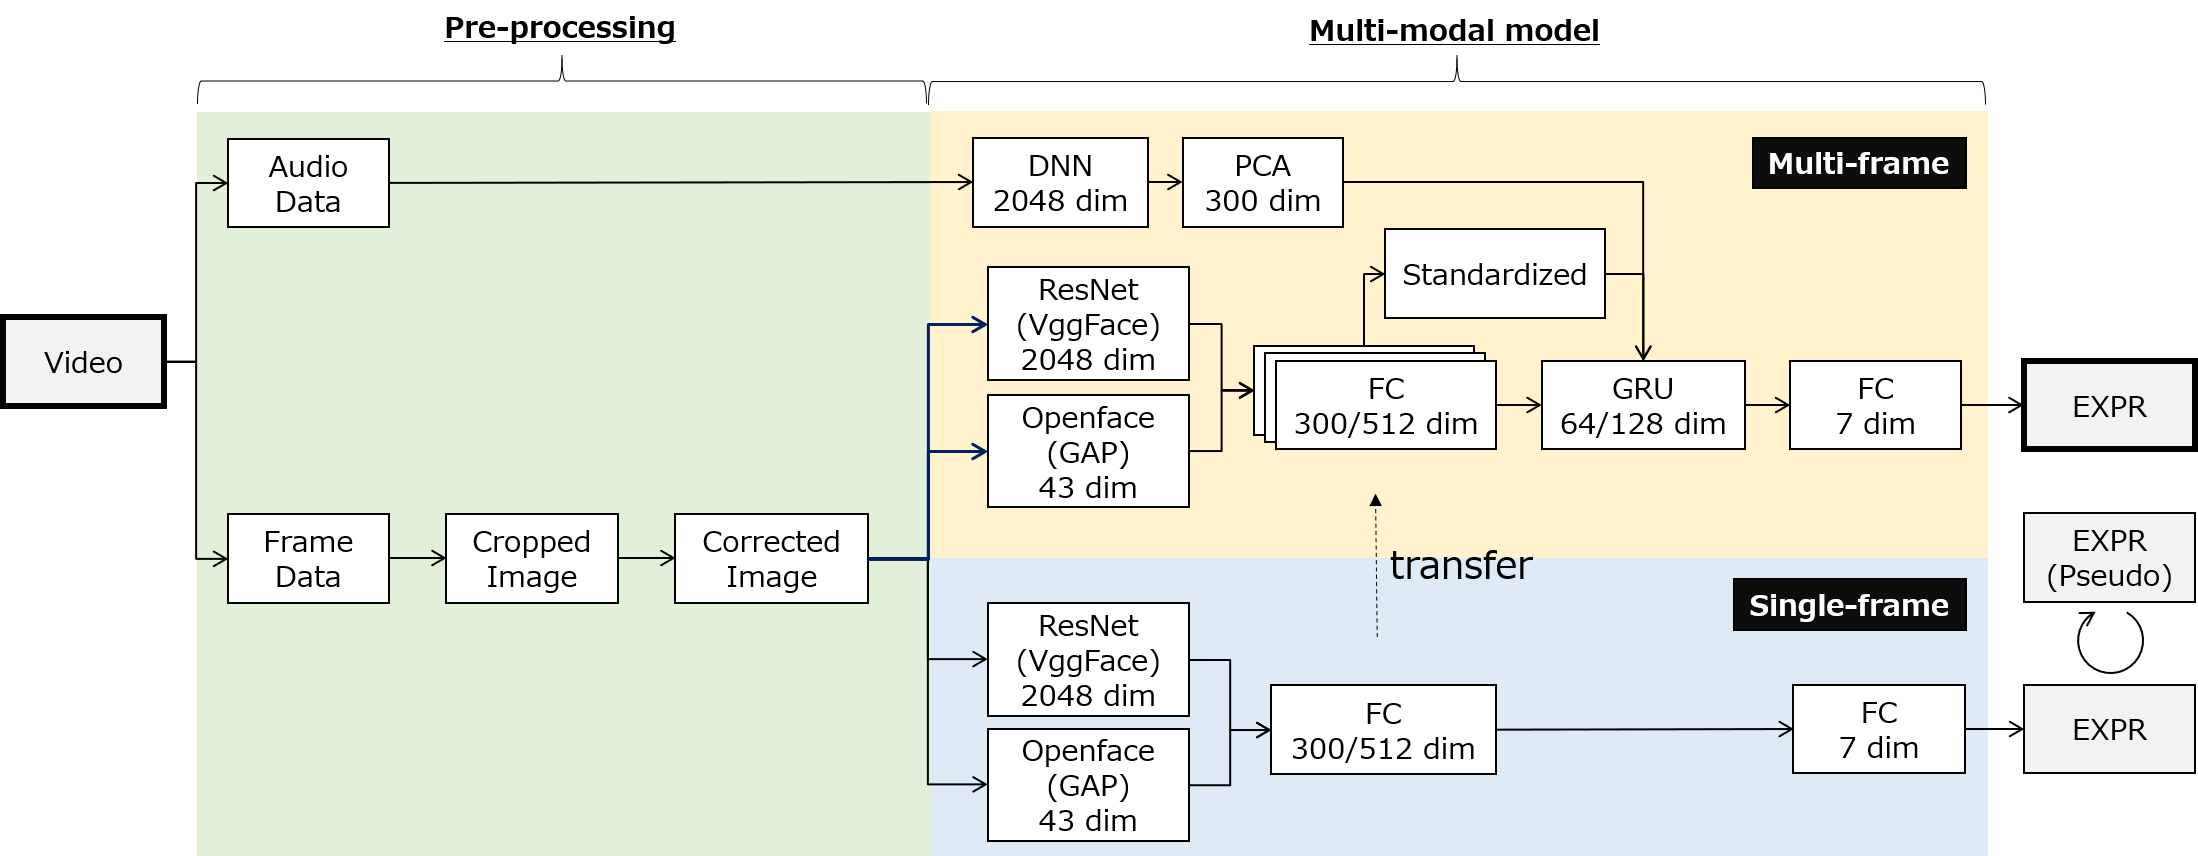 Pre-processing
Multi-modal model
Audio
Data
DNN
2048 dim
PCA
300 dim
Multi-frame
Standardized
ResNet
(VggFace)
2048 dim
Video
Openface
(GAP)
43 dim
FC
300/512 dim
GRU
64/128 dim
FC
7 dim
EXPR
Frame
Data
Cropped
Image
Corrected
Image
transfer
EXPR
(Pseudo)
Single-frame
ResNet
(VggFace)
2048 dim
Openface
(GAP)
43 dim
FC
300/512 dim
FC
7 dim
EXPR